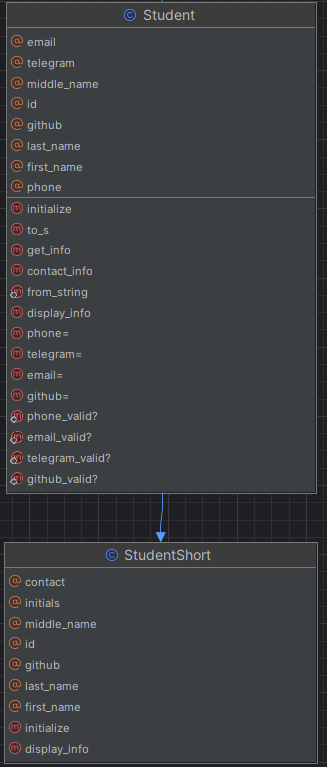 Student
email
telegram
middle_name
id
github
last_name
first_name
phone
initialize
to_s
get_info
contact_info
from_string
display_info
phone=
telegram=
email=
github=
phone_valid?
email_valid?
telegram_valid?
github_valid?
StudentShort
contact
initials
middle_name
id
github
last_name
first_name
initialize
display_info